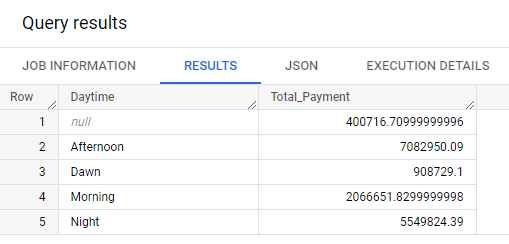 Query results
JOB INFORMATION RESULTS JSON EXECUTION DETAILS
Row Daytime Total_Payment
1 null 400716.70999999996
2 Afternoon 7082950.09
3 Dawn 908729.1
4 Morning 2066651.8299999998
5 Night 5549824.39